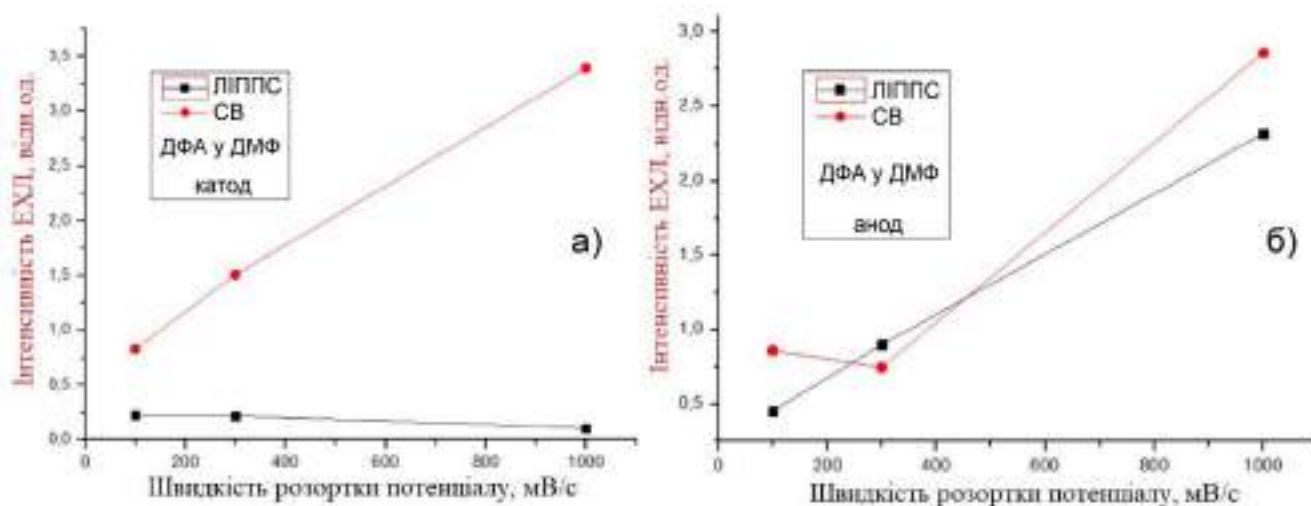 Інтенсивність ЕХЛ, відн.од.
3,5
3,0
2,5
2,0
1,5
1,0
0,5
0,0
0
200
400
600
800
1000
Швидкість розортки потенціалу, мВ/с
ЛІППС
СВ
ДФА у ДМФ
катод
а)
Інтенсивність ЕХЛ, відн.од.
3,0
2,5
2,0
1,5
1,0
0,5
0
200
400
600
800
1000
Швидкість розортки потенціалу, мВ/с
ЛІППС
СВ
ДФА у ДМФ
анод
б)